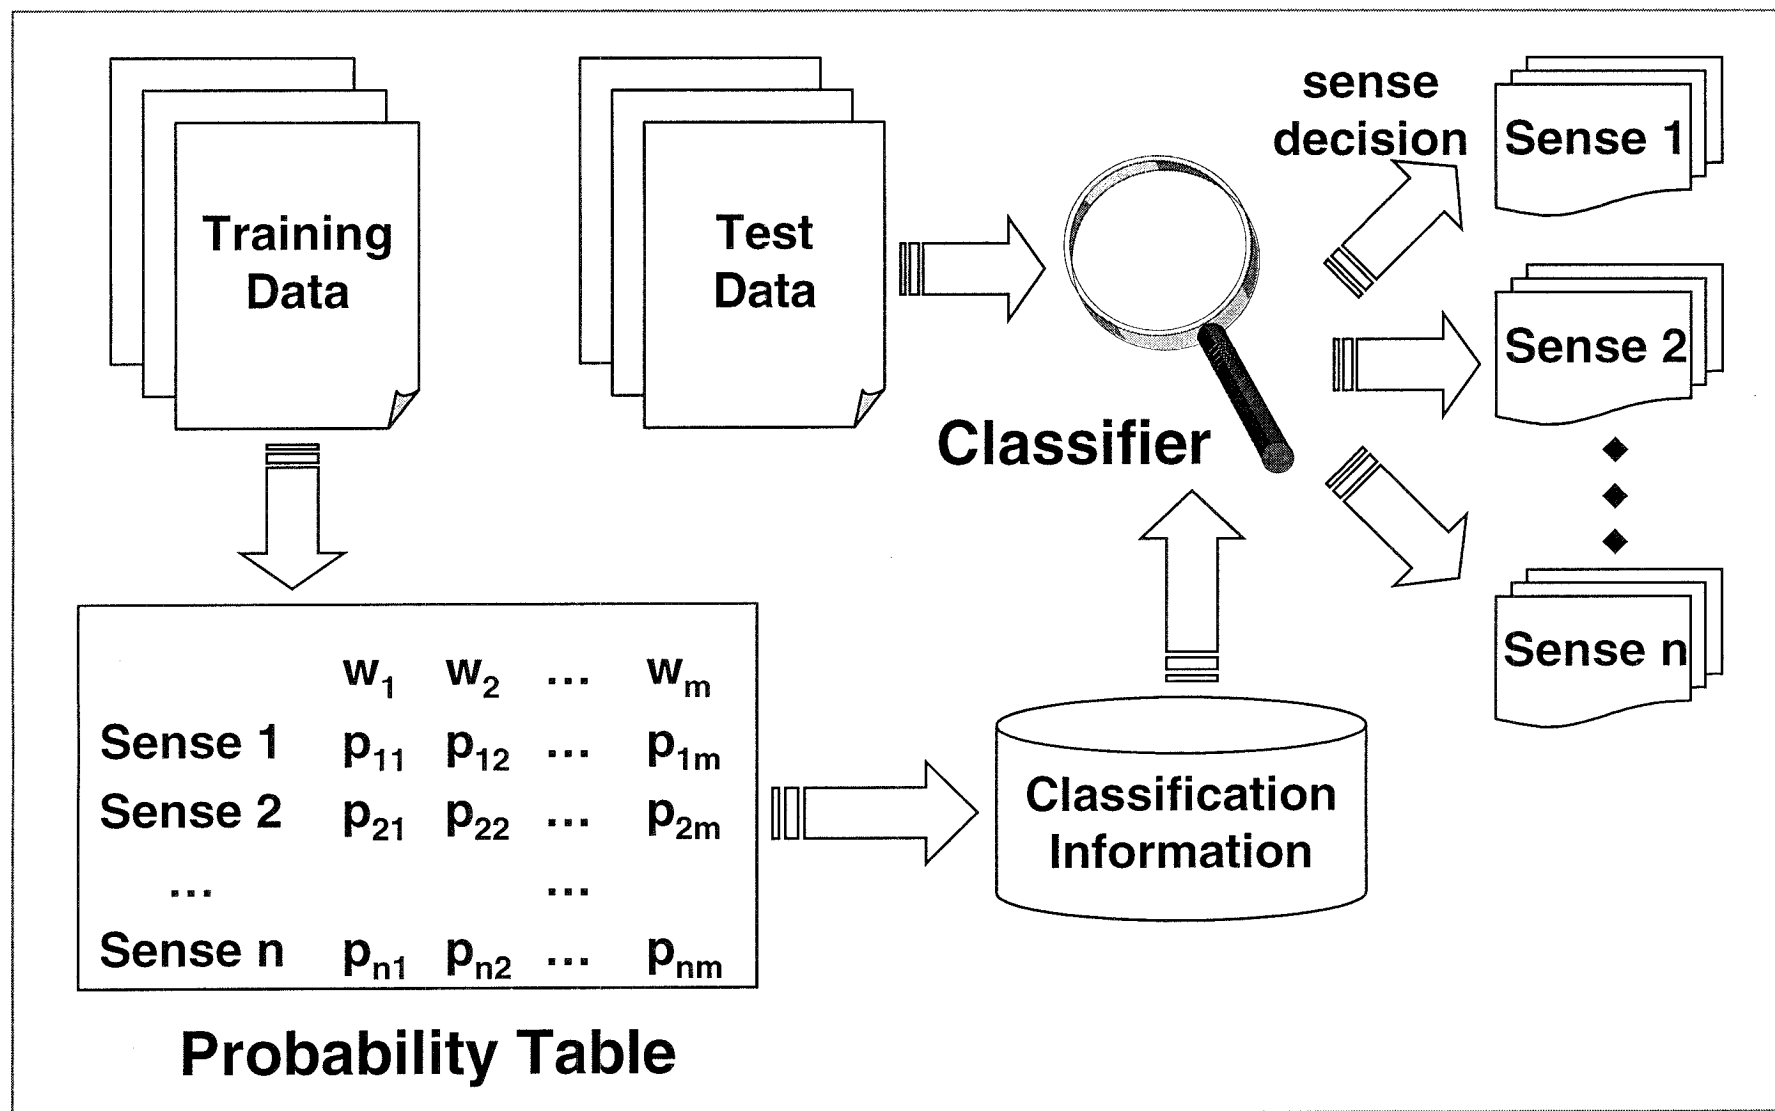 Training
Data
Test
Data
sense
decision
Sense 1
Sense 2
Sense n
Classifier
w1 w2 ... wm
Sense 1 p11 p12 ... p1m
Sense 2 p21 p22 ... p2m
... ...
Sense n pn1 pn2 ... pnm
Classification
Information
Probability Table